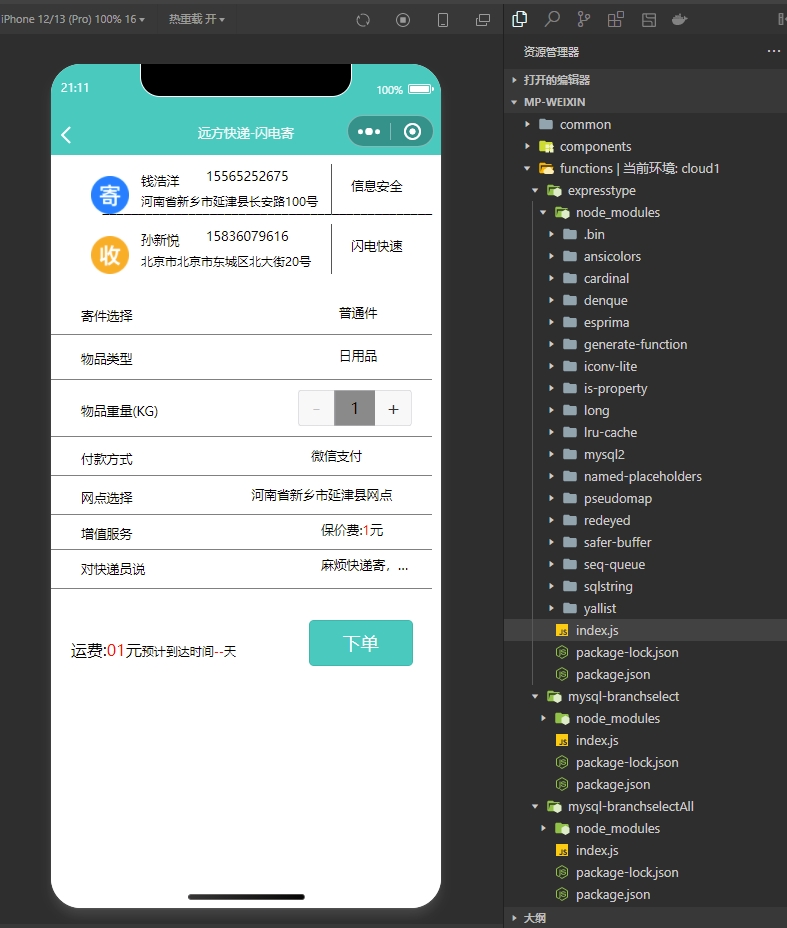 iPhone 12/13 (Pro) 100% 16
热重载 开
21:11
100%
远方快递-闪电寄
寄
钱浩洋 15565252675
河南省新乡市延津县长安路100号
信息安全
收
孙新悦 15836079616
北京市北京市东城区北大街20号
闪电快速
寄件选择 普通件
物品类型 日用品
物品重量(KG) - 1 +
付款方式 微信支付
网点选择 河南省新乡市延津县网点
增值服务 保价费:1元
对快递员说 麻烦快递寄，...
运费:01元预计到达时间--天
下单
资源管理器
打开的编辑器
MP-WEIXIN
common
components
functions | 当前环境: cloud1
expresstype
node_modules
.bin
ansicolors
cardinal
denque
esprima
generate-function
iconv-lite
is-property
long
lru-cache
mysql2
named-placeholders
pseudomap
redeyed
safer-buffer
seq-queue
sqlstring
yallist
JS index.js
package-lock.json
package.json
mysql-branchselect
node_modules
JS index.js
package-lock.json
package.json
mysql-branchselectAll
node_modules
JS index.js
package-lock.json
package.json
大纲